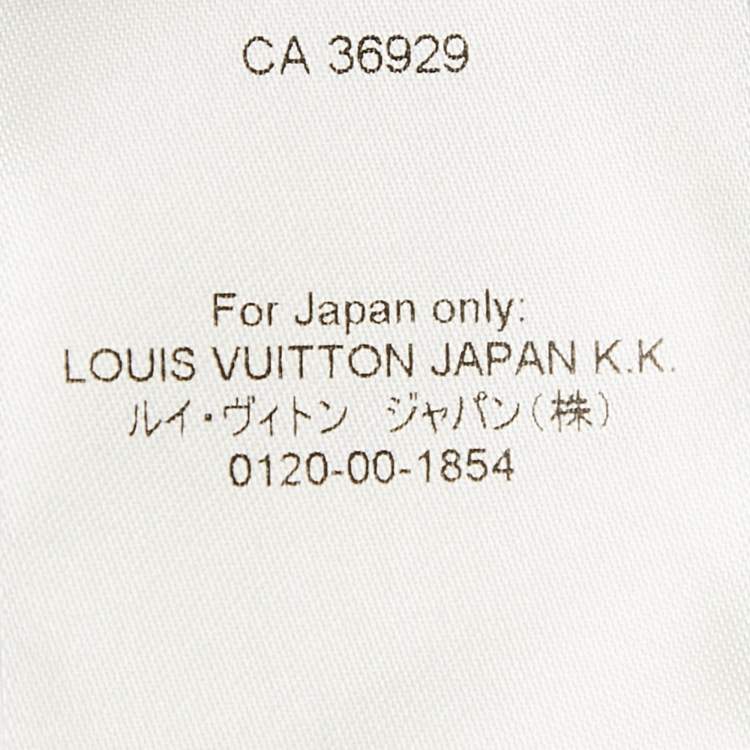 CA 36929
For Japan only:
LOUIS VUITTON JAPAN K.K.
ルイ・ヴィトン　ジャパン(株)
0120-00-1854